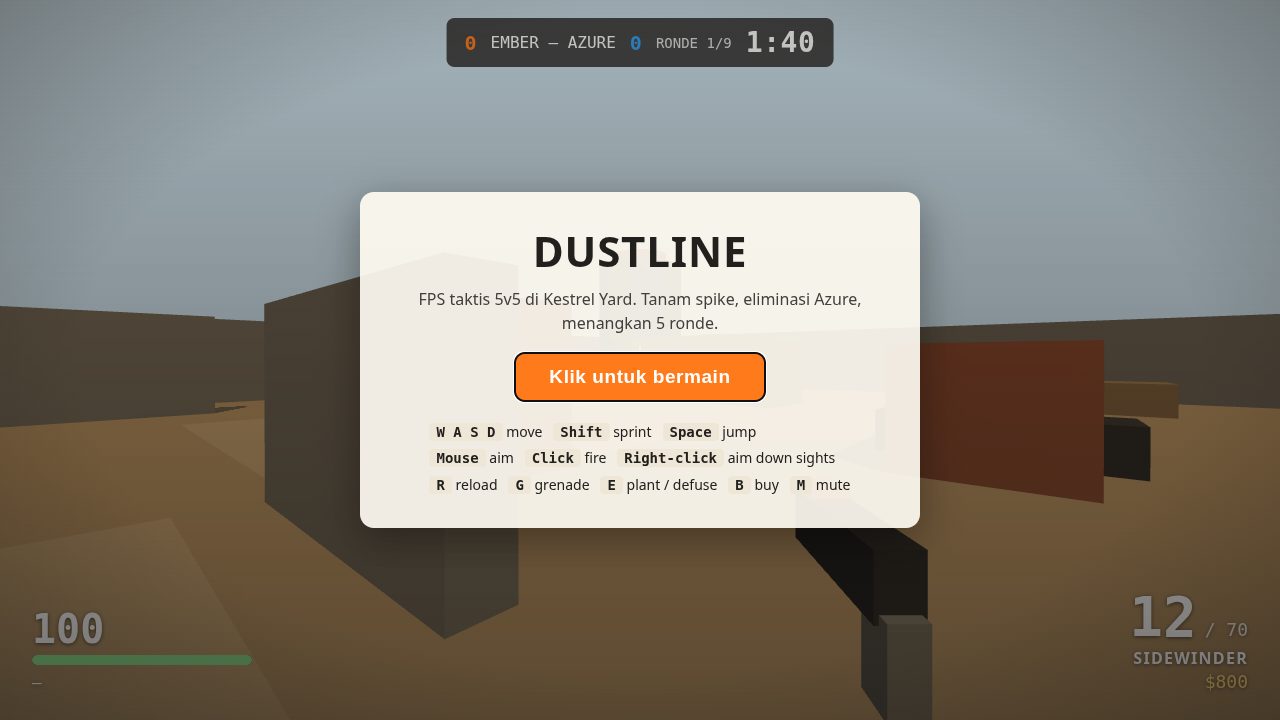 0 EMBER — AZURE 0 RONDE 1/9 1:40
DUSTLINE
FPS taktis 5v5 di Kestrel Yard. Tanam spike, eliminasi Azure,
menangkan 5 ronde.
Klik untuk bermain
W A S D move Shift sprint Space jump
Mouse aim Click fire Right-click aim down sights
R reload G grenade E plant / defuse B buy M mute
100
—
12 / 70
SIDEWINDER
$800